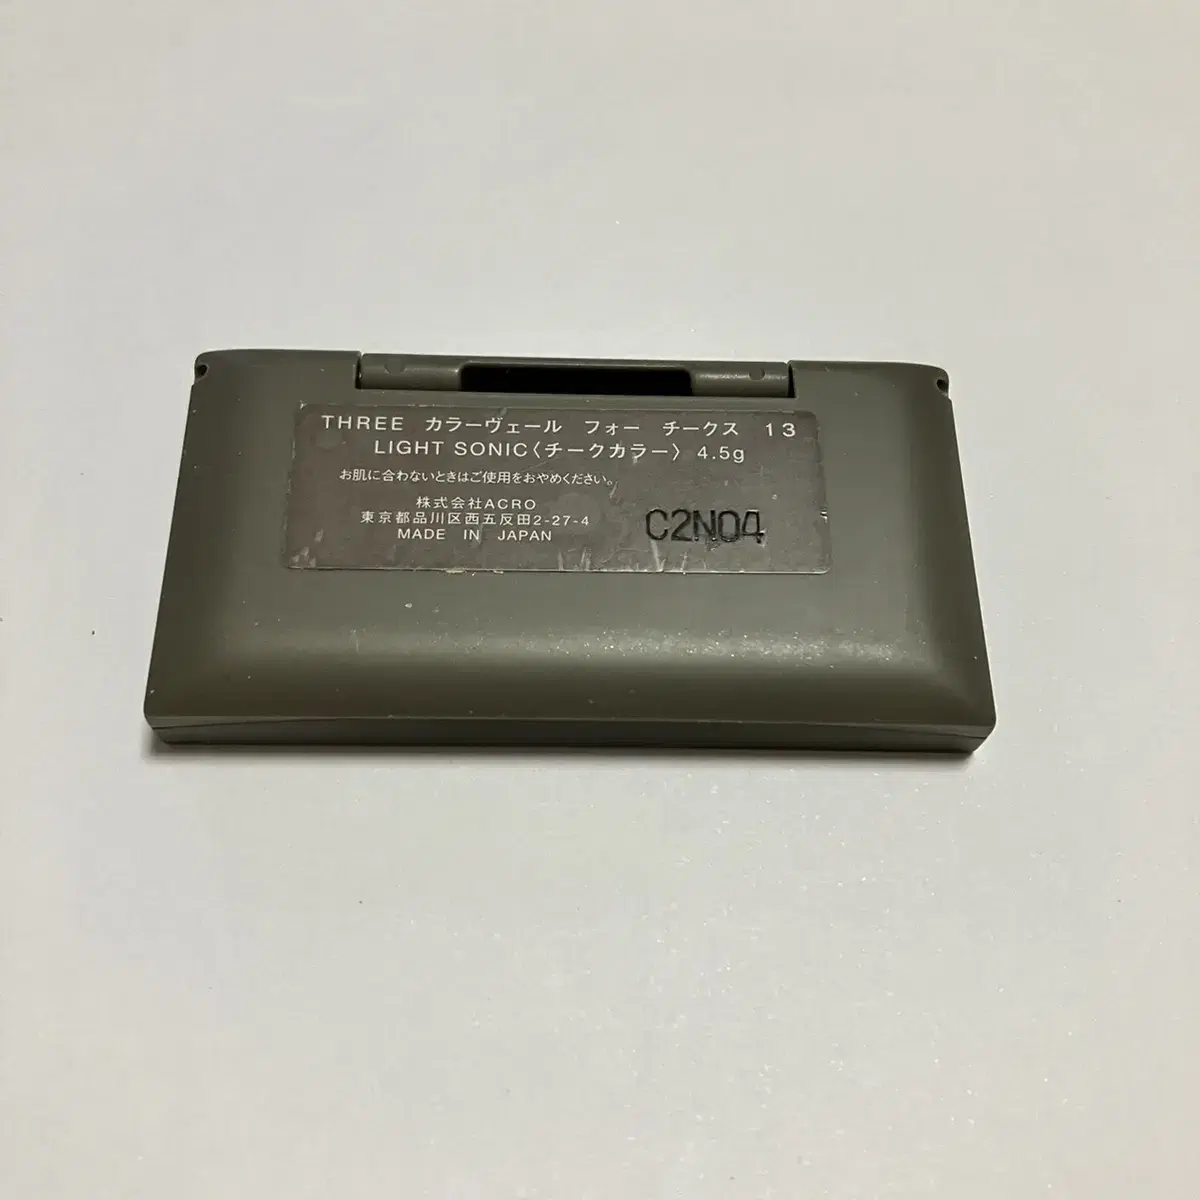 THREE カラーヴェール フォー チークス 13
LIGHT SONIC〈チークカラー〉 4.5g
お肌に合わないときはご使用をおやめください。
株式会社ACRO
東京都品川区西五反田2-27-4
MADE IN JAPAN
C2N04